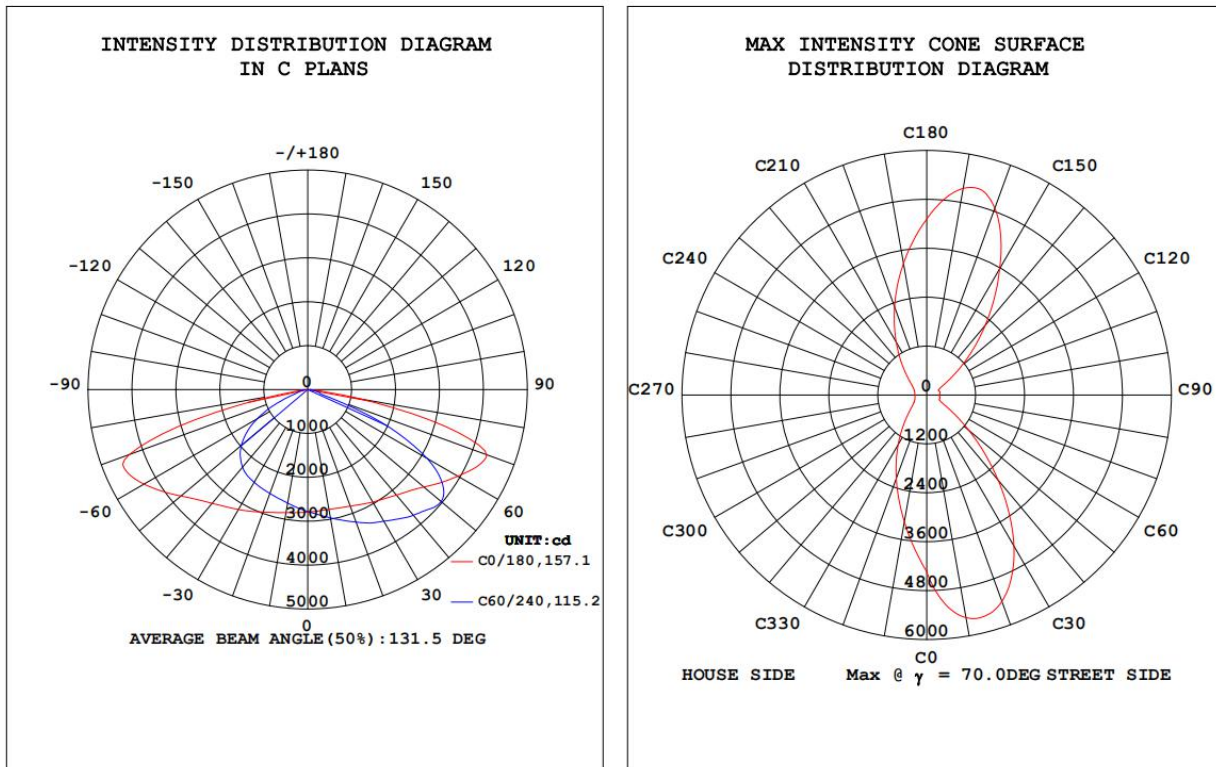 INTENSITY DISTRIBUTION DIAGRAM
IN C PLANS
-/+180
-150
150
-120
120
-90
0
90
1000
2000
-60
60
3000
UNIT:cd
C0/180,157.1
4000
-30
30
5000
C60/240,115.2
0
AVERAGE BEAM ANGLE(50%):131.5 DEG
MAX INTENSITY CONE SURFACE
DISTRIBUTION DIAGRAM
C180
C210
C150
C240
C120
C270
0
C90
1200
2400
C300
C60
3600
4800
C330
C30
6000
C0
HOUSE SIDE Max @ γ = 70.0DEG STREET SIDE